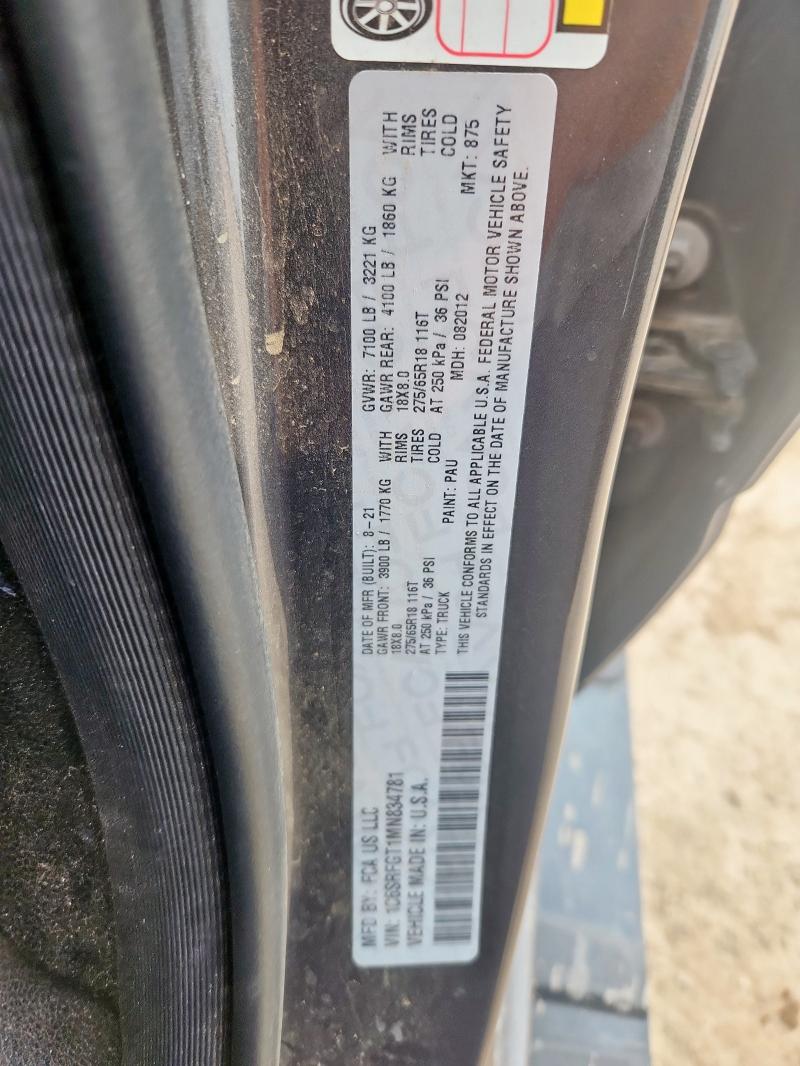 MFD BY: FCA US LLC
VIN: 1C6SRFGT1MN834781
VEHICLE MADE IN: U.S.A.
DATE OF MFR (BUILT): 8-21
GAWR FRONT: 3900 LB / 1770 KG WITH
18X8.0 RIMS
275/65R18 116T TIRES
AT 250 kPa / 36 PSI COLD
TYPE: TRUCK PAINT: PAU
GVWR: 7100 LB / 3221 KG
GAWR REAR: 4100 LB / 1860 KG WITH
18X8.0 RIMS
275/65R18 116T TIRES
AT 250 kPa / 36 PSI COLD
MDH: 082012 MKT: 875
THIS VEHICLE CONFORMS TO ALL APPLICABLE U.S.A. FEDERAL MOTOR VEHICLE SAFETY
STANDARDS IN EFFECT ON THE DATE OF MANUFACTURE SHOWN ABOVE.